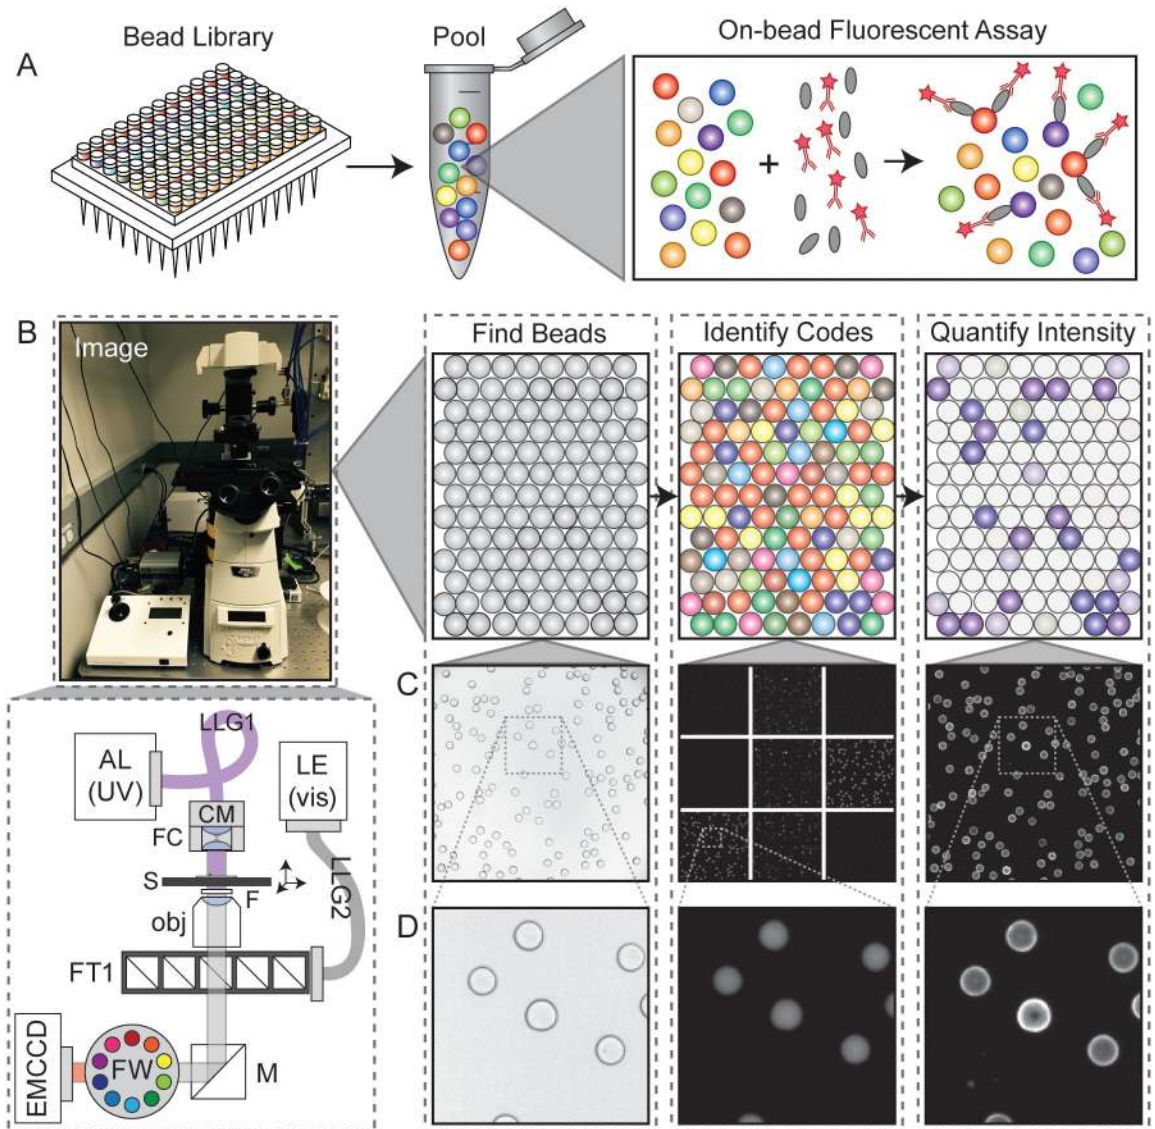 Bead Library
Pool
On-bead Fluorescent Assay
A
+
B
Image
Find Beads
Identify Codes
Quantify Intensity
C
LLG1
AL
(UV)
LE
(vis)
CM
FC
S
F
LLG2
obj
D
FT1
EMCCD
FW
M